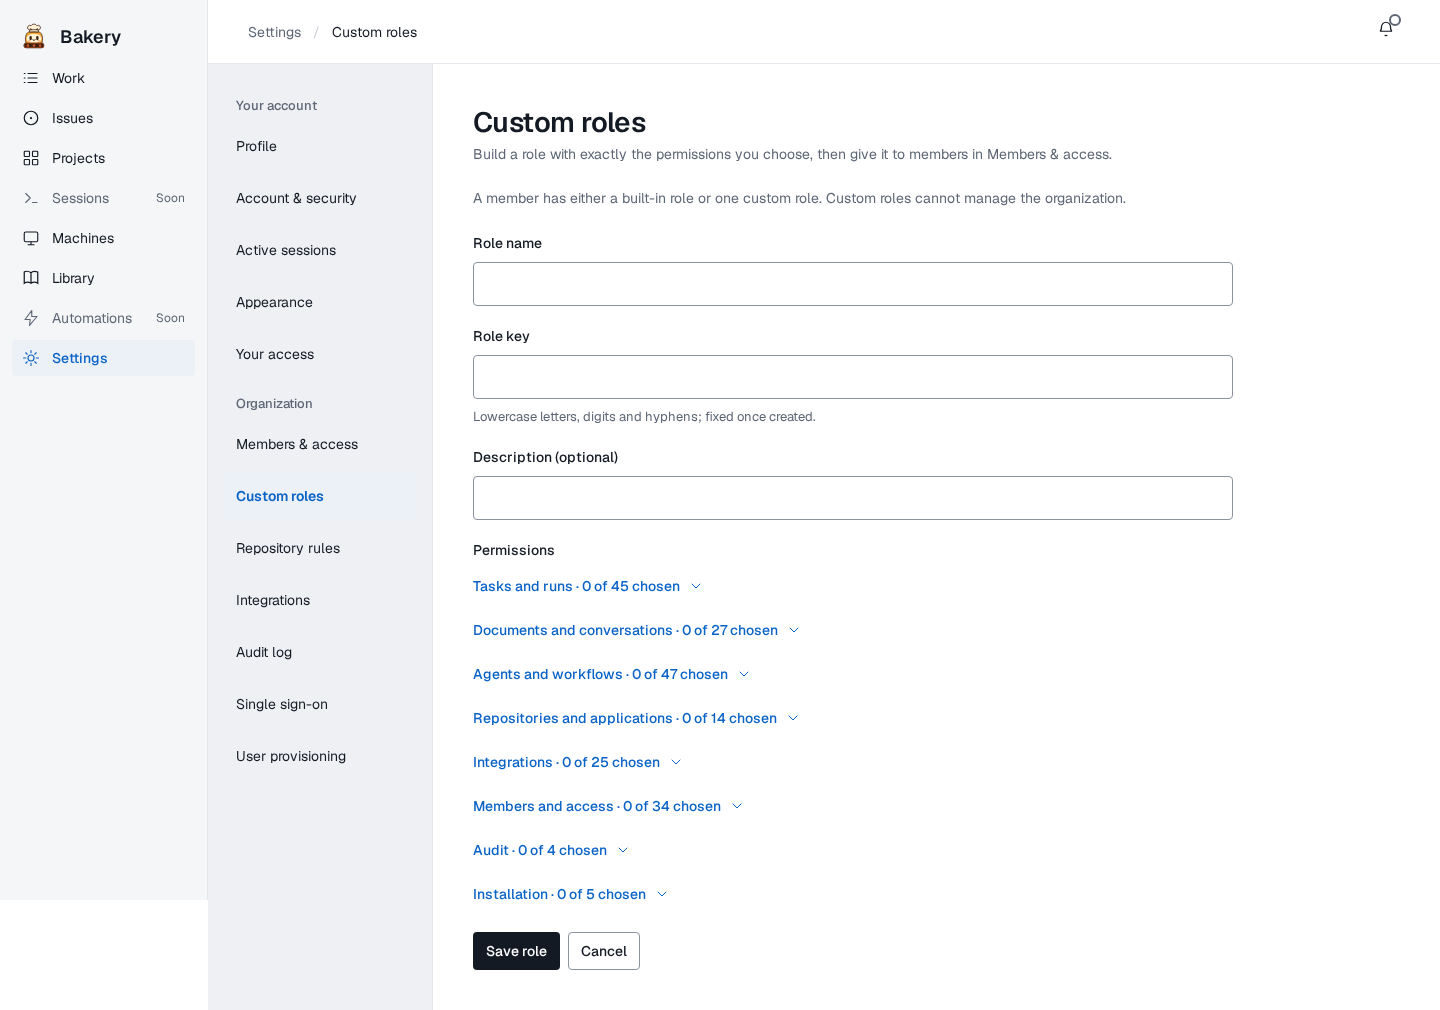 Bakery
Work
Issues
Projects
Sessions Soon
Machines
Library
Automations Soon
Settings
Settings / Custom roles
Your account
Profile
Account & security
Active sessions
Appearance
Your access
Organization
Members & access
Custom roles
Repository rules
Integrations
Audit log
Single sign-on
User provisioning
Custom roles
Build a role with exactly the permissions you choose, then give it to members in Members & access.
A member has either a built-in role or one custom role. Custom roles cannot manage the organization.
Role name
Role key
Lowercase letters, digits and hyphens; fixed once created.
Description (optional)
Permissions
Tasks and runs · 0 of 45 chosen
Documents and conversations · 0 of 27 chosen
Agents and workflows · 0 of 47 chosen
Repositories and applications · 0 of 14 chosen
Integrations · 0 of 25 chosen
Members and access · 0 of 34 chosen
Audit · 0 of 4 chosen
Installation · 0 of 5 chosen
Save role Cancel